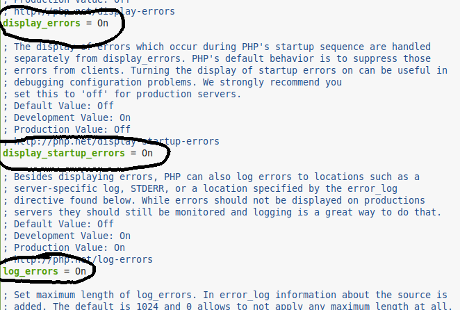 ; Production Value: Off
; http://php.net/display-errors
display_errors = On
; The display of errors which occur during PHP's startup sequence are handled
; separately from display_errors. PHP's default behavior is to suppress those
; errors from clients. Turning the display of startup errors on can be useful in
; debugging configuration problems. We strongly recommend you
; set this to 'off' for production servers.
; Default Value: Off
; Development Value: On
; Production Value: Off
; http://php.net/display-startup-errors
display_startup_errors = On
; Besides displaying errors, PHP can also log errors to locations such as a
; server-specific log, STDERR, or a location specified by the error_log
; directive found below. While errors should not be displayed on productions
; servers they should still be monitored and logging is a great way to do that.
; Default Value: Off
; Development Value: On
; Production Value: On
; http://php.net/log-errors
log_errors = On
; Set maximum length of log_errors. In error_log information about the source is
; added. The default is 1024 and 0 allows to not apply any maximum length at all.